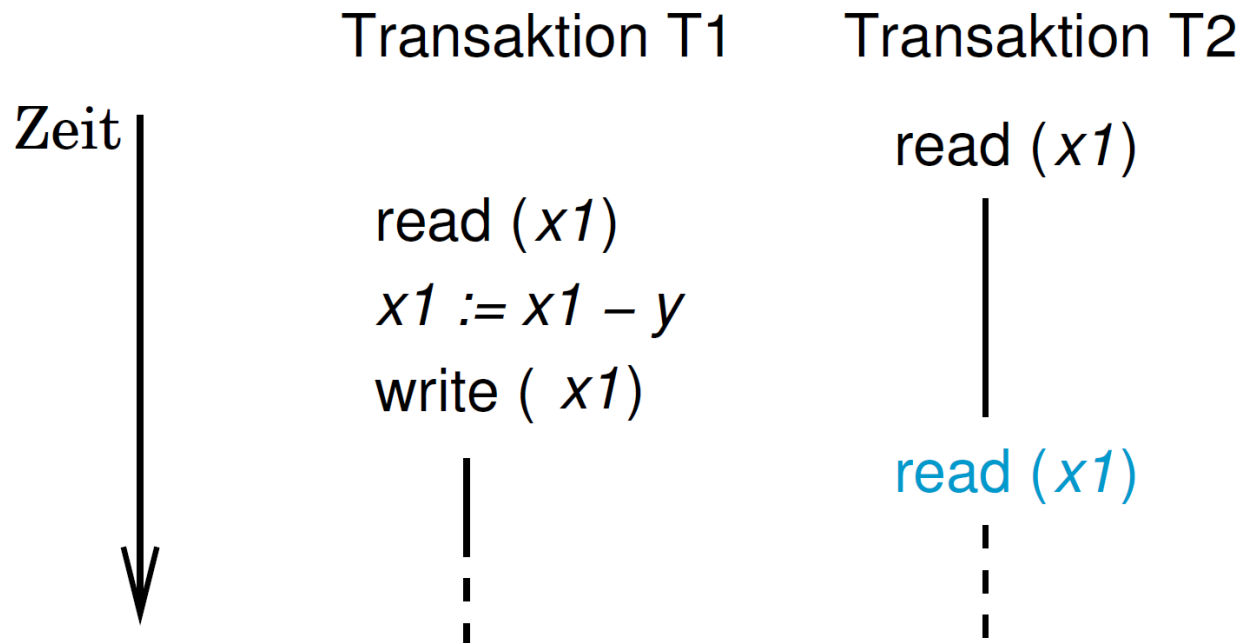 Transaktion T1 Transaktion T2
Zeit
read (x1)
read (x1)
x1 := x1 – y
write ( x1)
read (x1)